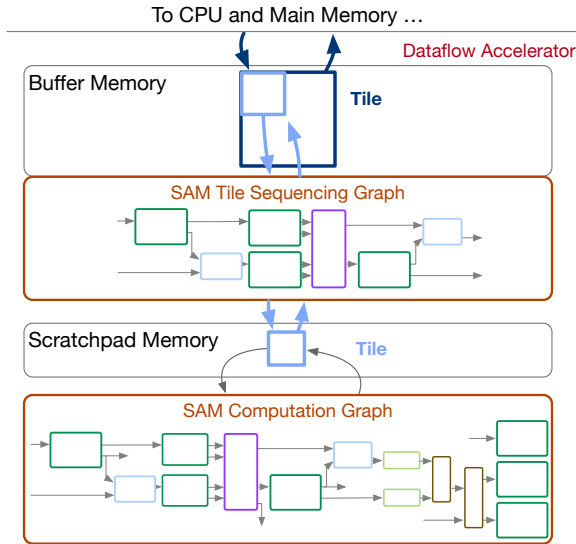 To CPU and Main Memory ...
Dataflow Accelerator
Buffer Memory
Tile
SAM Tile Sequencing Graph
Scratchpad Memory
Tile
SAM Computation Graph